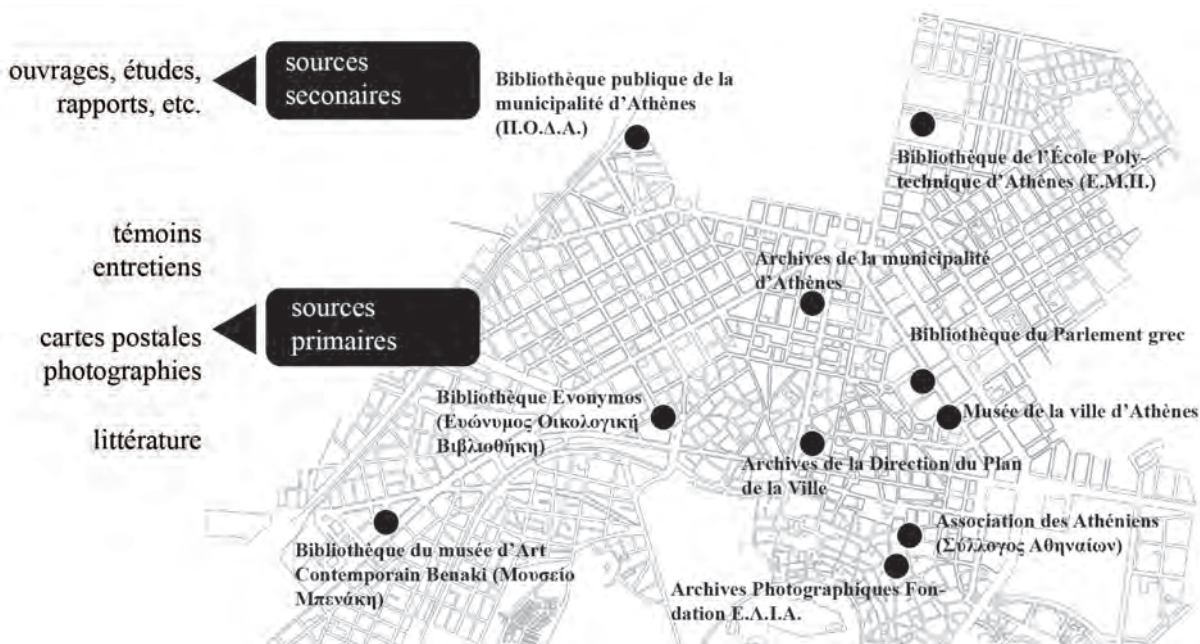 ouvrages, études,
rapports, etc.
sources
seconaires
témoins
entretiens
cartes postales
photographies
littérature
sources
primaires
Bibliothèque publique de la
municipalité d’Athènes
(Π.Ο.Δ.Α.)
Bibliothèque de l’École Poly-
technique d’Athènes (Ε.Μ.Π.)
Archives de la municipalité
d’Athènes
Bibliothèque du Parlement grec
Bibliothèque Evonymos
(Ευώνυμος Οικολογική
Βιβλιοθήκη)
Musée de la ville d’Athènes
Archives de la Direction du Plan
de la Ville
Association des Athéniens
(Σύλλογος Αθηναίων)
Bibliothèque du musée d’Art
Contemporain Benaki (Μουσείο
Μπενάκη)
Archives Photographiques Fon-
dation Ε.Λ.Ι.Α.